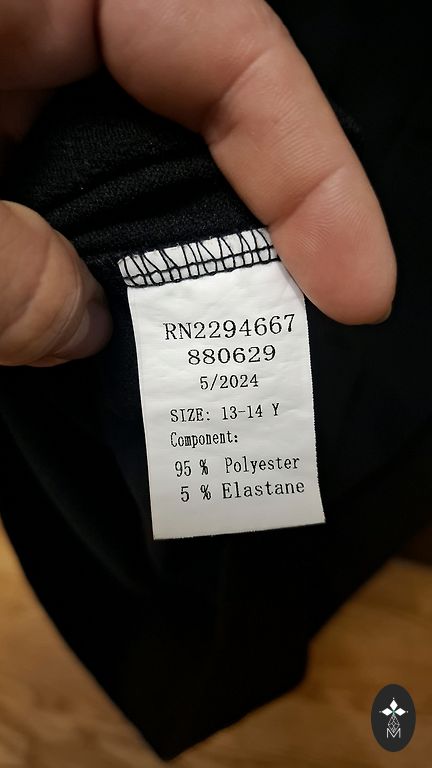 RN2294667
880629
5/2024
SIZE: 13-14 Y
Component:
95 % Polyester
5 % Elastane
M